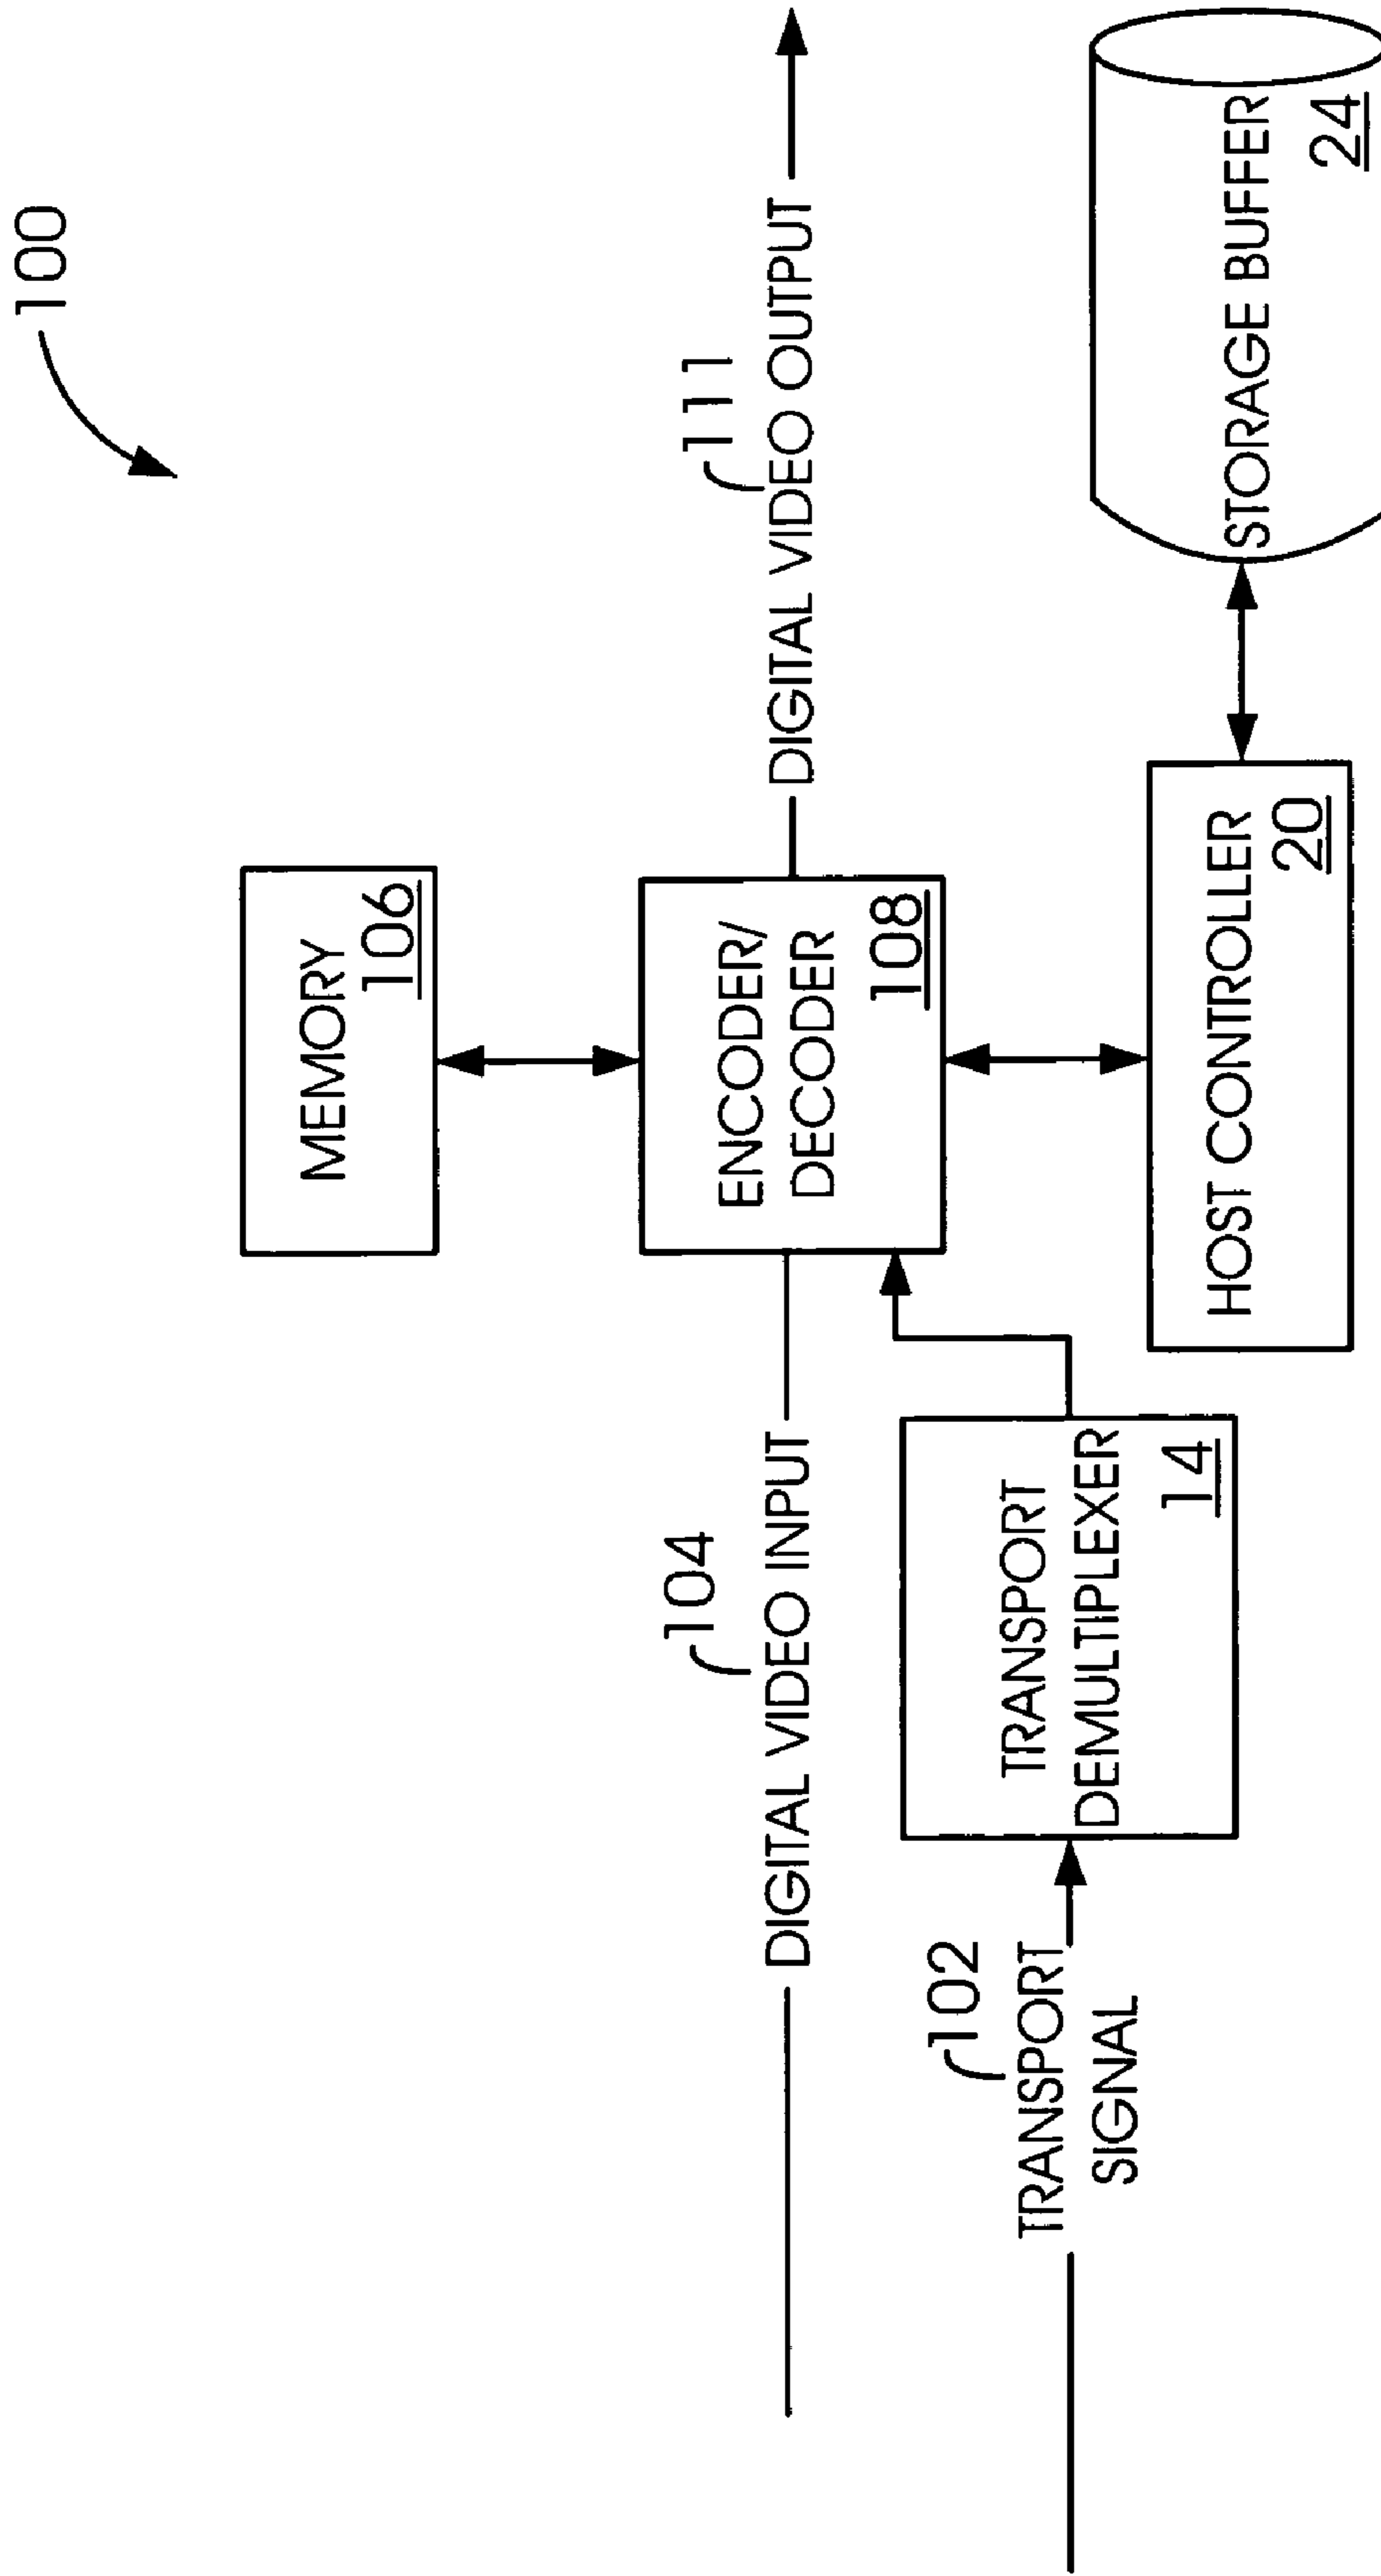 100
MEMORY
106
104
DIGITAL VIDEO INPUT
ENCODER/
DECODER
108
111
DIGITAL VIDEO OUTPUT
102
TRANSPORT
SIGNAL
TRANSPORT
DEMULTIPLEXER
14
HOST CONTROLLER
20
STORAGE BUFFER
24